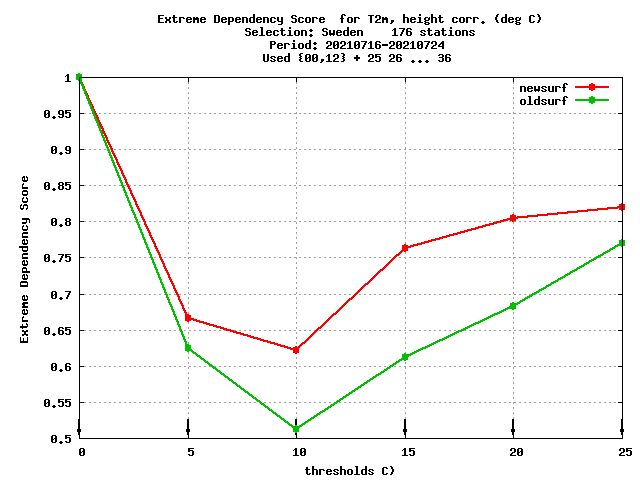 Extreme Dependency Score  for T2m, height corr. (deg C)
Selection: Sweden    176 stations
Period: 20210716-20210724
Used {00,12} + 25 26 ... 36
newsurf
oldsurf
1
0.95
0.9
0.85
0.8
0.75
0.7
0.65
0.6
0.55
0.5
Extreme Dependency Score
0 5 10 15 20 25
thresholds C)